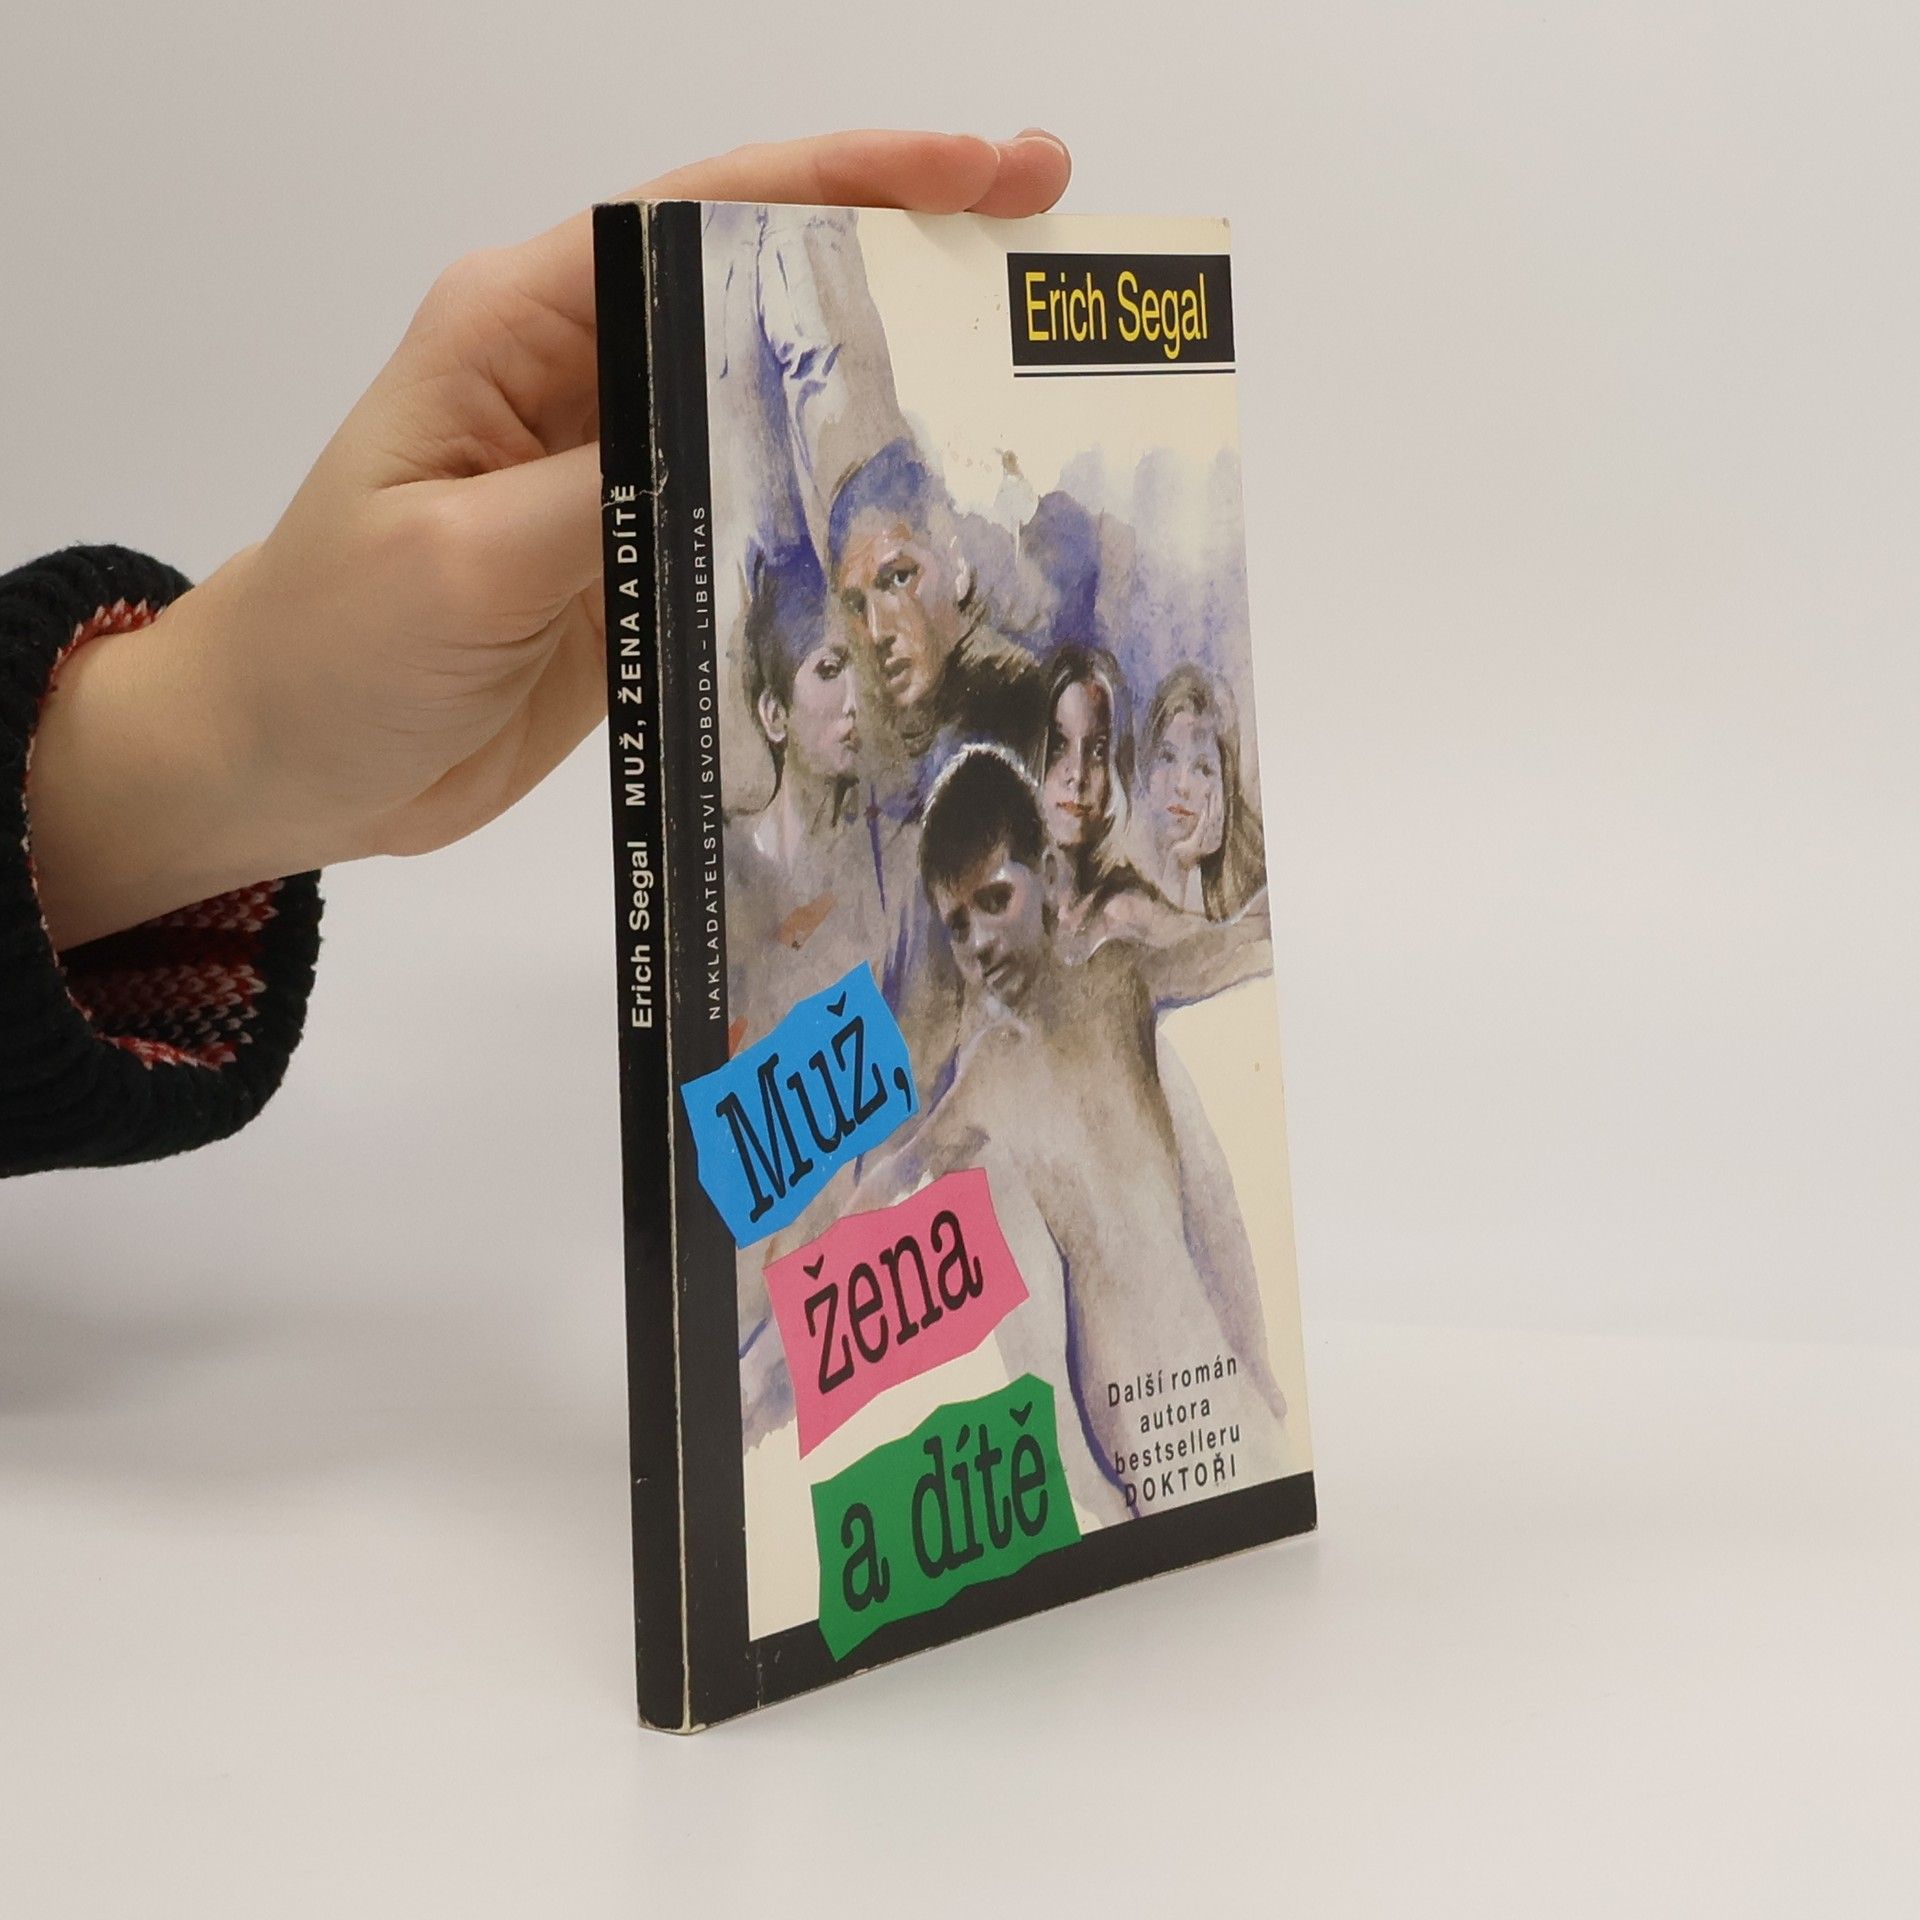 Erich Segal MUŽ, ŽENA A DÍTĚ
NAKLADATELSTVÍ SVOBODA – LIBERTAS
Erich Segal
Muž,
žena
a dítě
Další román
autora
bestselleru
DOKTOŘI